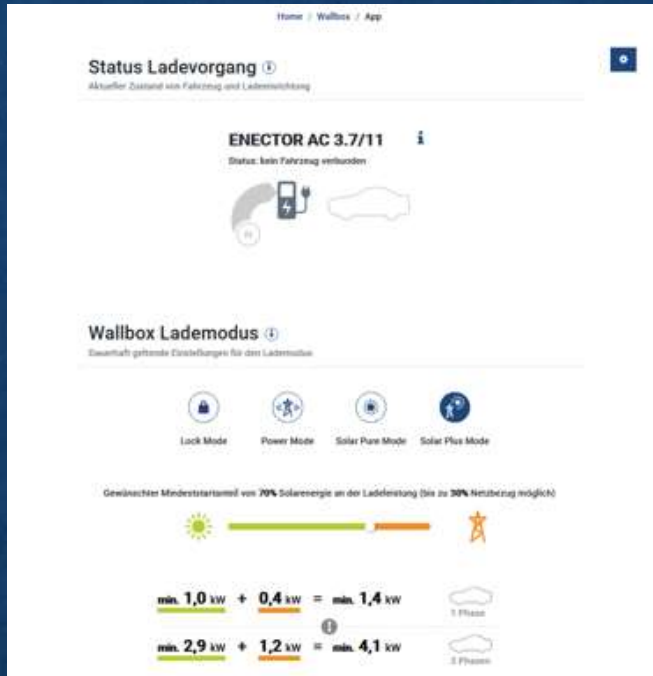 Home / Wallbox / App
Status Ladevorgang
Aktueller Zustand von Fahrzeug und Ladeeinrichtung
ENECTOR AC 3.7/11
Status: kein Fahrzeug verbunden
Wallbox Lademodus
Dauerhaft geltende Einstellungen für den Lademodus
Lock Mode Power Mode Solar Pure Mode Solar Plus Mode
Gewünschter Mindeststartanteil von 70% Solarenergie an der Ladeleistung (bis zu 30% Netzbezug möglich)
min. 1,0 kW + 0,4 kW = min. 1,4 kW
1 Phase
min. 2,9 kW + 1,2 kW = min. 4,1 kW
3 Phasen